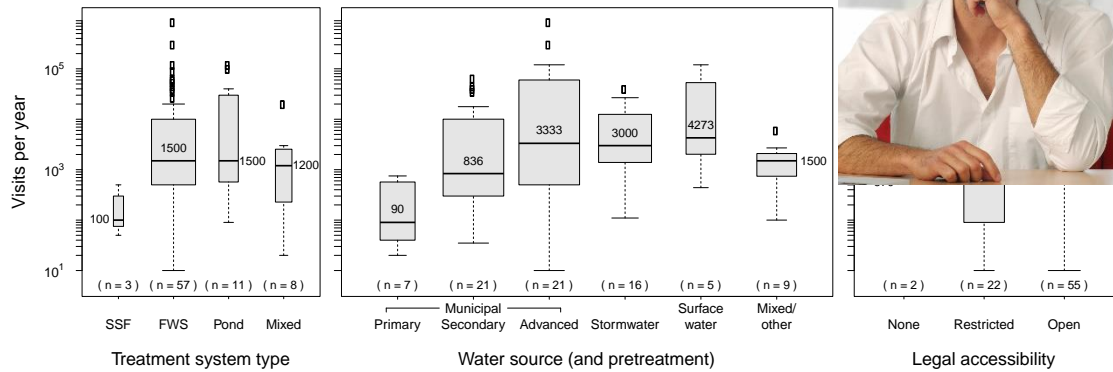 Visits per year
10^5
10^3
10^1
100
1500
1500
1200
( n = 3 ) ( n = 57 ) ( n = 11 ) ( n = 8 )
SSF FWS Pond Mixed
Treatment system type
90
836
3333
3000
4273
1500
( n = 7 ) ( n = 21 ) ( n = 21 ) ( n = 16 ) ( n = 5 ) ( n = 9 )
Municipal
Primary Secondary Advanced Stormwater Surface water Mixed/ other
Water source (and pretreatment)
( n = 2 ) ( n = 22 ) ( n = 55 )
None Restricted Open
Legal accessibility